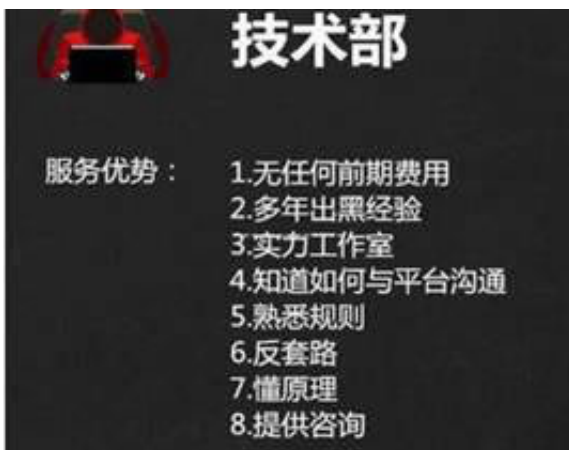 技术部
服务优势：
1.无任何前期费用
2.多年出黑经验
3.实力工作室
4.知道如何与平台沟通
5.熟悉规则
6.反套路
7.懂原理
8.提供咨询